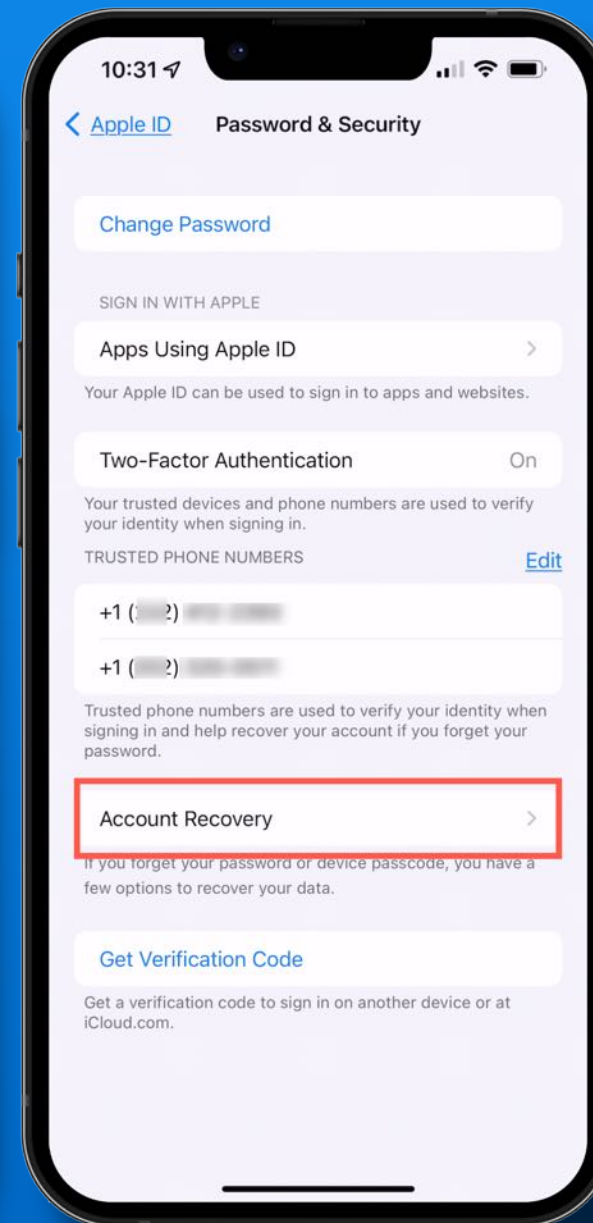 10:31
Apple ID Password & Security
Change Password
SIGN IN WITH APPLE
Apps Using Apple ID
Your Apple ID can be used to sign in to apps and websites.
Two-Factor Authentication On
Your trusted devices and phone numbers are used to verify
your identity when signing in.
TRUSTED PHONE NUMBERS Edit
+1 ( 2)
+1 ( 2)
Trusted phone numbers are used to verify your identity when
signing in and help recover your account if you forget your
password.
Account Recovery
If you forget your password or device passcode, you have a
few options to recover your data.
Get Verification Code
Get a verification code to sign in on another device or at
iCloud.com.